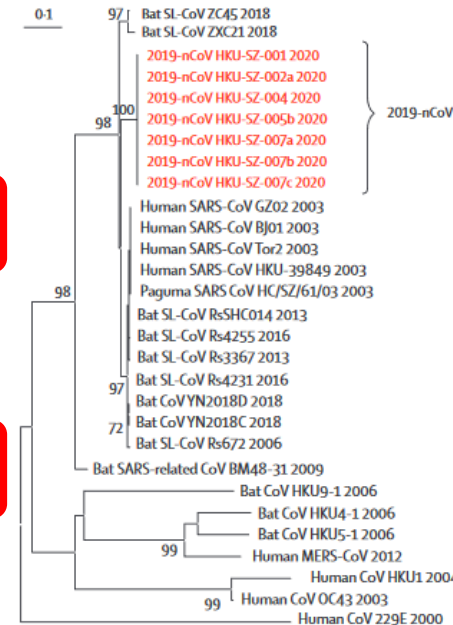 0·1
97
Bat SL-CoV ZC45 2018
Bat SL-CoV ZXC21 2018
2019-nCoV HKU-SZ-001 2020
2019-nCoV HKU-SZ-002a 2020
2019-nCoV HKU-SZ-004 2020
100
98
2019-nCoV HKU-SZ-005b 2020
2019-nCoV
2019-nCoV HKU-SZ-007a 2020
2019-nCoV HKU-SZ-007b 2020
2019-nCoV HKU-SZ-007c 2020
Human SARS-CoV GZ02 2003
Human SARS-CoV BJ01 2003
Human SARS-CoV Tor2 2003
Human SARS-CoV HKU-39849 2003
98
Paguma SARS CoV HC/SZ/61/03 2003
Bat SL-CoV RsSHC014 2013
Bat SL-CoV Rs4255 2016
Bat SL-CoV Rs3367 2013
Bat SL-CoV Rs4231 2016
97
Bat CoV YN2018D 2018
Bat CoV YN2018C 2018
72
Bat SL-CoV Rs672 2006
Bat SARS-related CoV BM48-31 2009
Bat CoV HKU9-1 2006
Bat CoV HKU4-1 2006
Bat CoV HKU5-1 2006
99
Human MERS-CoV 2012
Human CoV HKU1 2004
99
Human CoV OC43 2003
Human CoV 229E 2000